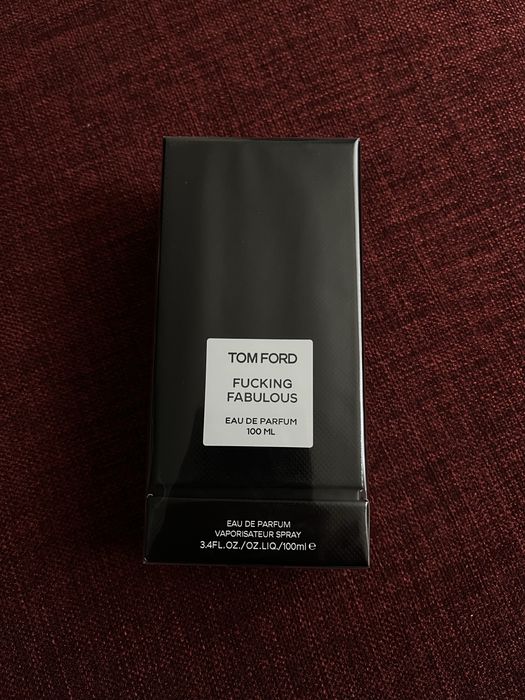 TOM FORD
FUCKING
FABULOUS
EAU DE PARFUM
100 ML
EAU DE PARFUM
VAPORISATEUR SPRAY
3.4FL.OZ./OZ.LIQ./100ml ℮